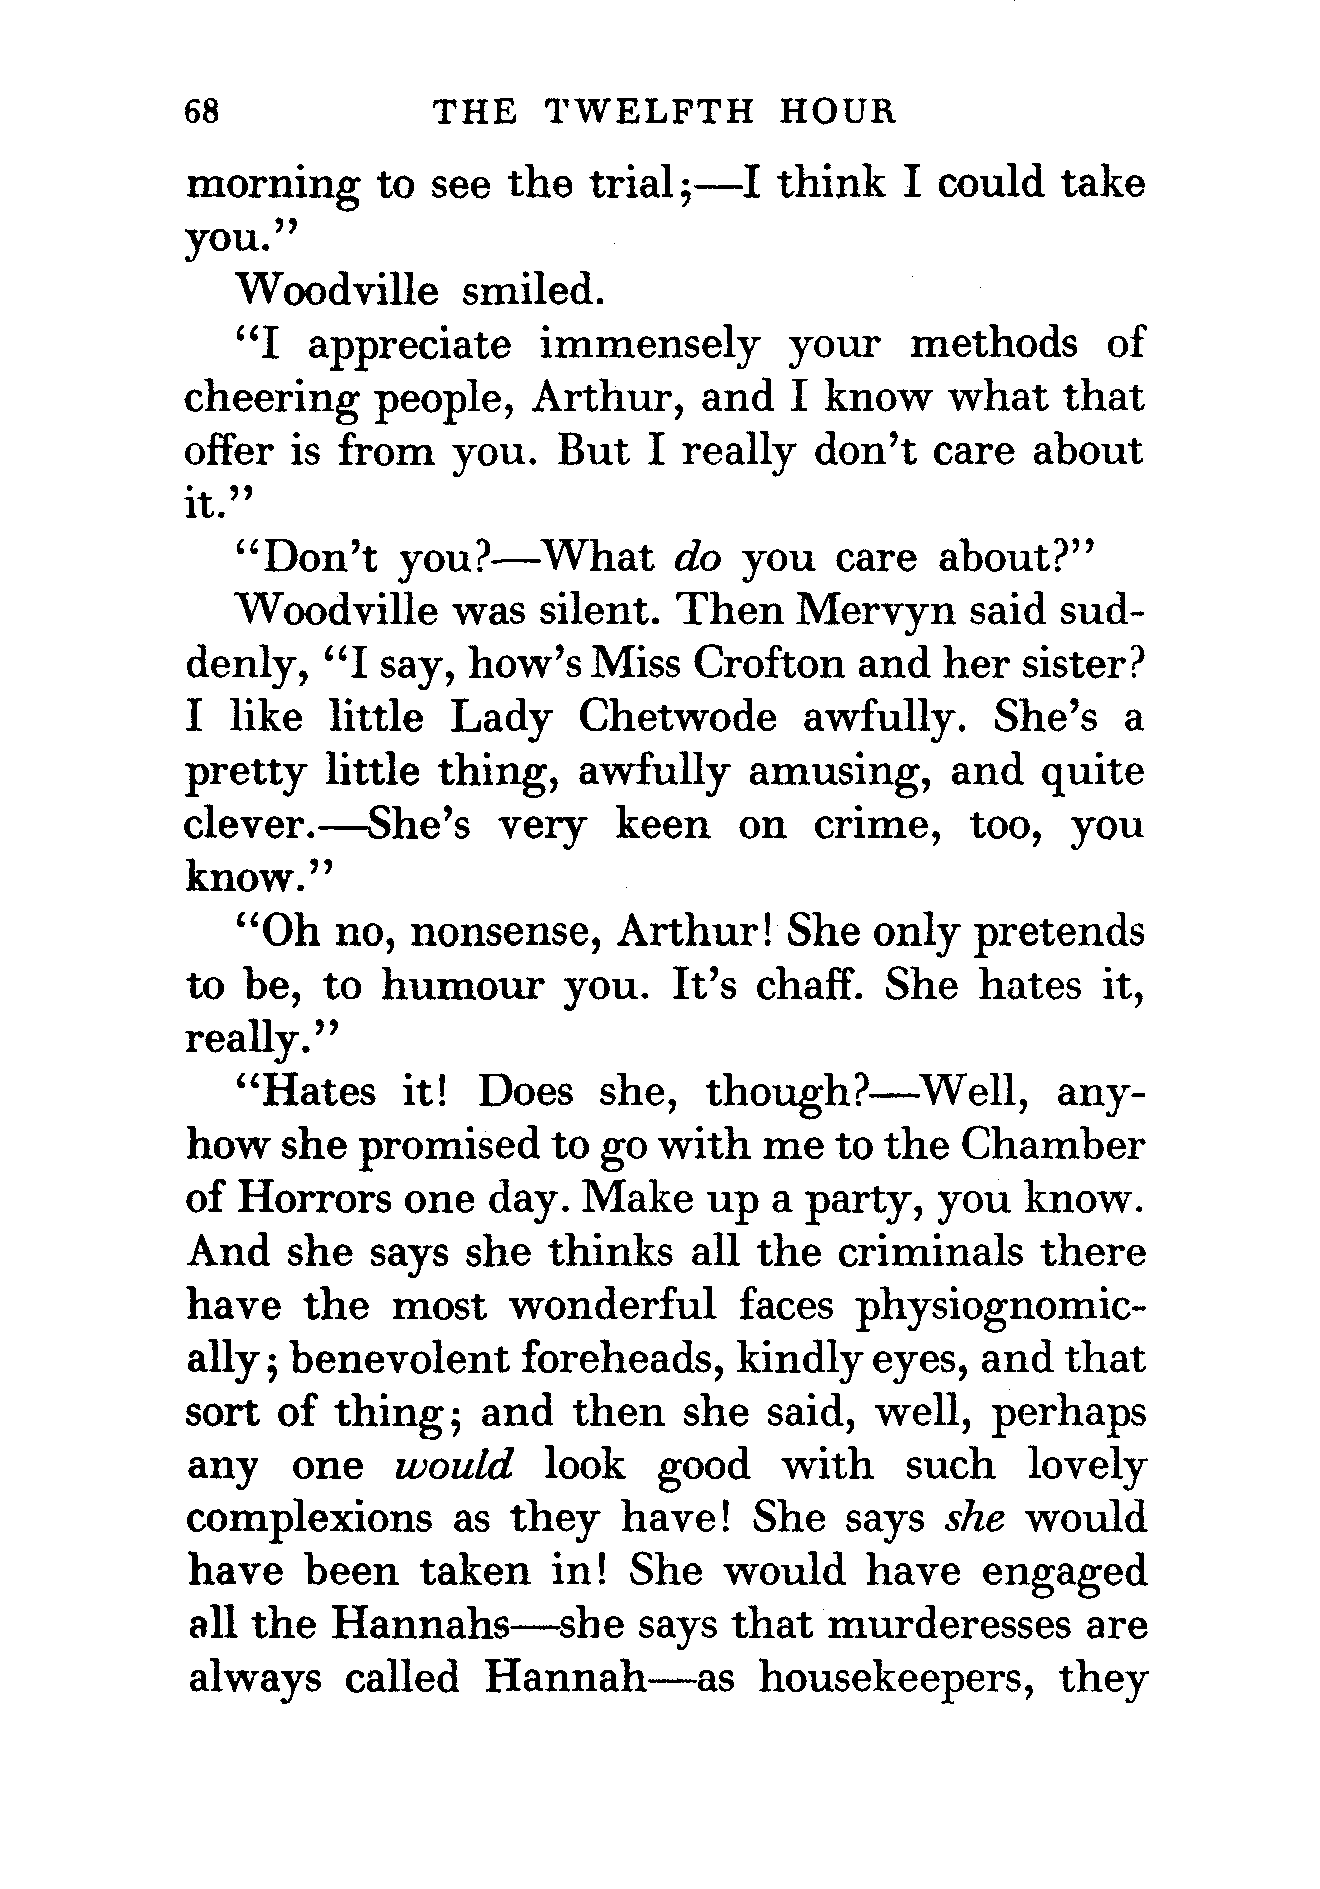 68 THE TWELFTH HOUR
morning to see the trial;—I think I could take
you."
Woodville smiled.
"I appreciate immensely your methods of
cheering people, Arthur, and I know what that
offer is from you. But I really don't care about
it."
"Don't you?—What do you care about?"
Woodville was silent. Then Mervyn said sud-
denly, "I say, how's Miss Crofton and her sister?
I like little Lady Chetwode awfully. She's a
pretty little thing, awfully amusing, and quite
clever.—She's very keen on crime, too, you
know."
"Oh no, nonsense, Arthur! She only pretends
to be, to humour you. It's chaff. She hates it,
really."
"Hates it! Does she, though?—Well, any-
how she promised to go with me to the Chamber
of Horrors one day. Make up a party, you know.
And she says she thinks all the criminals there
have the most wonderful faces physiognomic-
ally; benevolent foreheads, kindly eyes, and that
sort of thing; and then she said, well, perhaps
any one would look good with such lovely
complexions as they have! She says she would
have been taken in! She would have engaged
all the Hannahs—she says that murderesses are
always called Hannah—as housekeepers, they